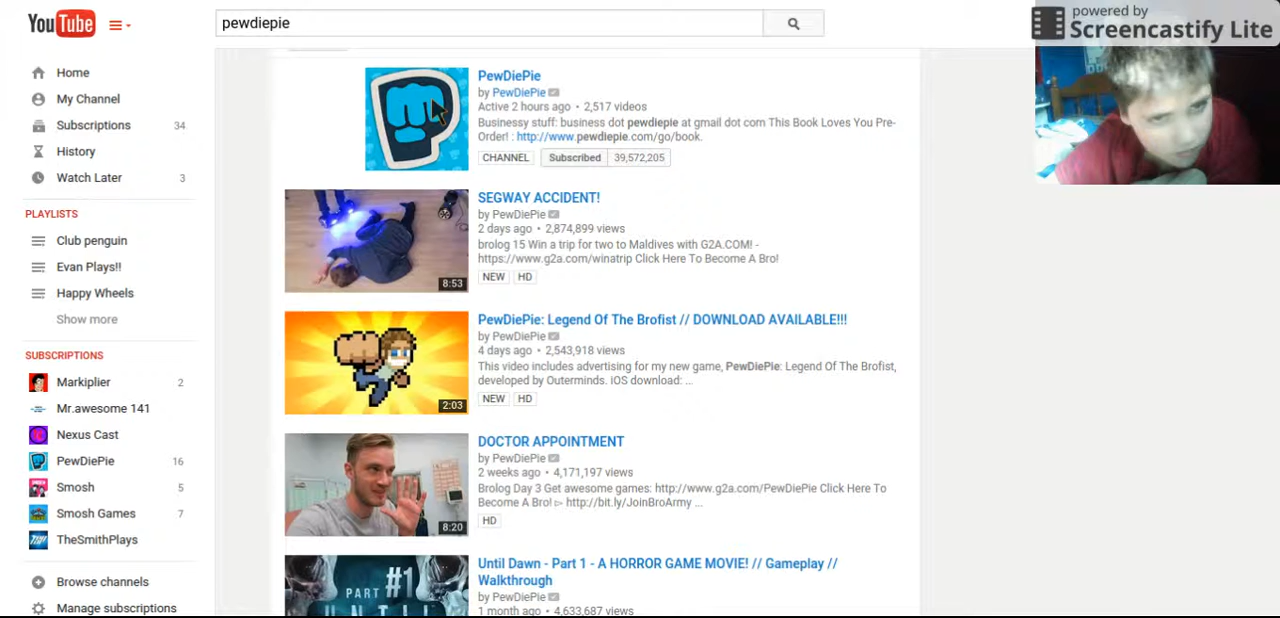 YouTube
pewdiepie
powered by
Screencastify Lite
Home
My Channel
Subscriptions 34
History
Watch Later 3
PLAYLISTS
Club penguin
Evan Plays!!
Happy Wheels
Show more
SUBSCRIPTIONS
Markiplier 2
Mr.awesome 141
Nexus Cast
PewDiePie 16
Smosh 5
Smosh Games 7
TheSmithPlays
Browse channels
Manage subscriptions
PewDiePie
by PewDiePie
Active 2 hours ago • 2,517 videos
Businessy stuff: business dot pewdiepie at gmail dot com This Book Loves You Pre-
Order! : http://www.pewdiepie.com/go/book.
CHANNEL Subscribed 39,572,205
8:53
SEGWAY ACCIDENT!
by PewDiePie
2 days ago • 2,874,899 views
brolog 15 Win a trip for two to Maldives with G2A.COM! -
https://www.g2a.com/winatrip Click Here To Become A Bro!
NEW HD
2:03
PewDiePie: Legend Of The Brofist // DOWNLOAD AVAILABLE!!!
by PewDiePie
4 days ago • 2,543,918 views
This video includes advertising for my new game, PewDiePie: Legend Of The Brofist,
developed by Outerminds. iOS download: ...
NEW HD
8:20
DOCTOR APPOINTMENT
by PewDiePie
2 weeks ago • 4,171,197 views
Brolog Day 3 Get awesome games: http://www.g2a.com/PewDiePie Click Here To
Become A Bro! ▻ http://bit.ly/JoinBroArmy ...
HD
PART #1
UNTIL
Until Dawn - Part 1 - A HORROR GAME MOVIE! // Gameplay //
Walkthrough
by PewDiePie
1 month ago • 4,633,687 views